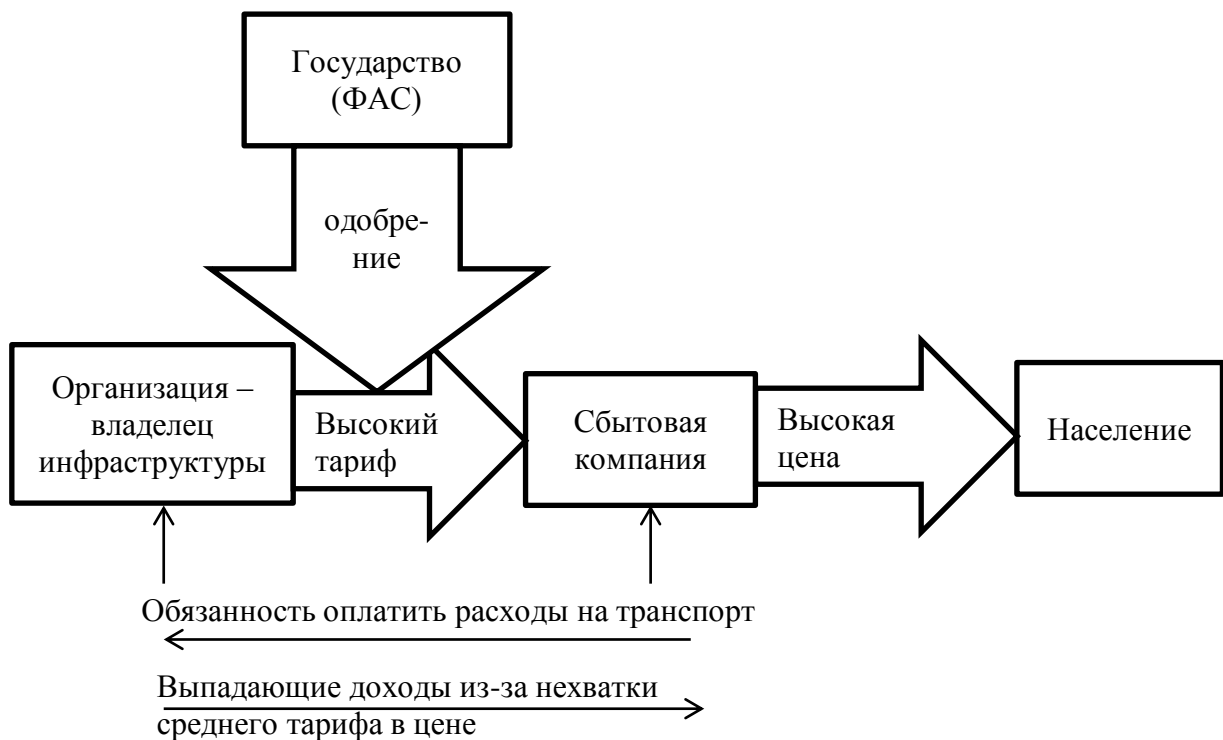 Государство
(ФАС)
одобре-
ние
Организация –
владелец
инфраструктуры
Высокий
тариф
Сбытовая
компания
Высокая
цена
Население
Обязанность оплатить расходы на транспорт
Выпадающие доходы из-за нехватки
среднего тарифа в цене